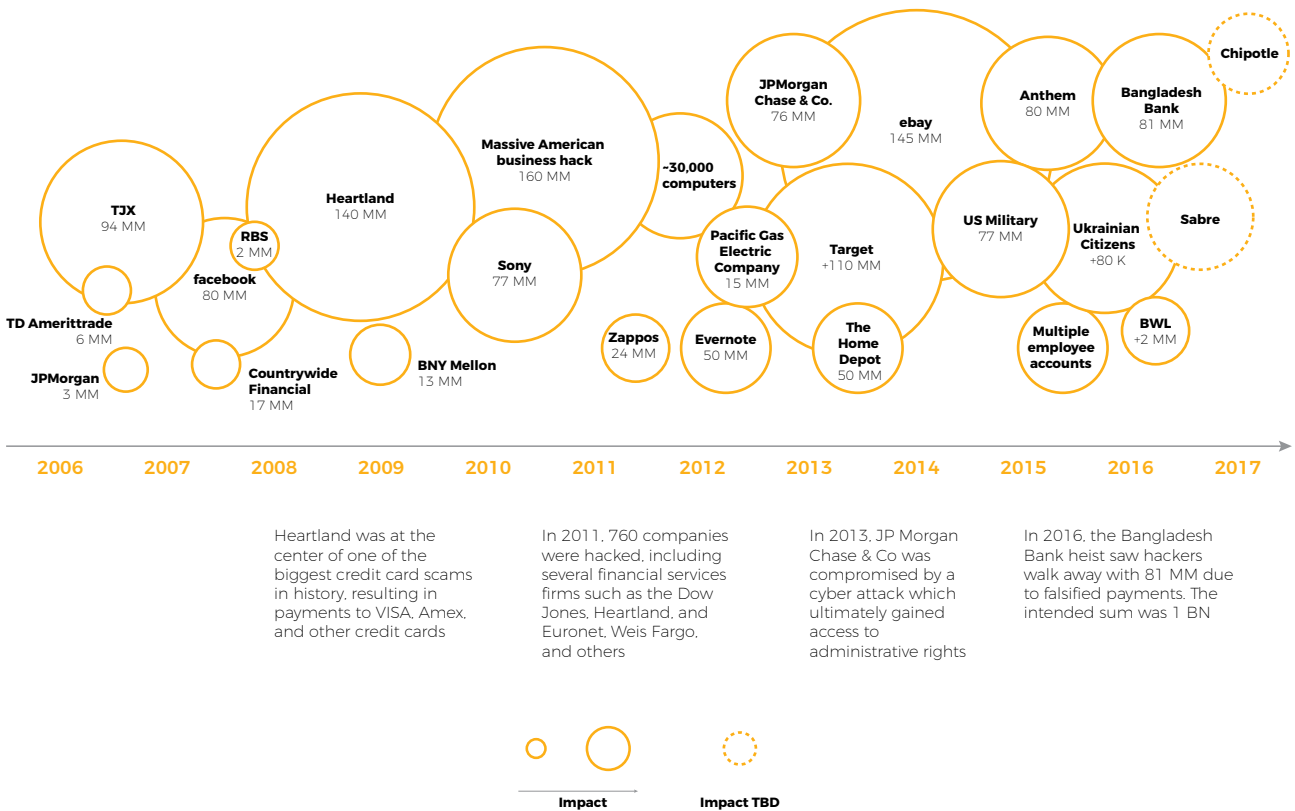 Chipotle
JPMorgan
Chase & Co.
76 MM
ebay
145 MM
Anthem
80 MM
Bangladesh
Bank
81 MM
Massive American
business hack
160 MM
~30,000
computers
TJX
94 MM
Heartland
140 MM
RBS
2 MM
facebook
80 MM
Sony
77 MM
Pacific Gas
Electric
Company
15 MM
Target
+110 MM
US Military
77 MM
Ukrainian
Citizens
+80 K
Sabre
TD Amerittrade
6 MM
JPMorgan
3 MM
Countrywide
Financial
17 MM
BNY Mellon
13 MM
Zappos
24 MM
Evernote
50 MM
The
Home
Depot
50 MM
Multiple
employee
accounts
BWL
+2 MM
2006 2007 2008 2009 2010 2011 2012 2013 2014 2015 2016 2017
Heartland was at the
center of one of the
biggest credit card scams
in history, resulting in
payments to VISA, Amex,
and other credit cards
In 2011, 760 companies
were hacked, including
several financial services
firms such as the Dow
Jones, Heartland, and
Euronet, Weis Fargo,
and others
In 2013, JP Morgan
Chase & Co was
compromised by a
cyber attack which
ultimately gained
access to
administrative rights
In 2016, the Bangladesh
Bank heist saw hackers
walk away with 81 MM due
to falsified payments. The
intended sum was 1 BN
Impact
Impact TBD